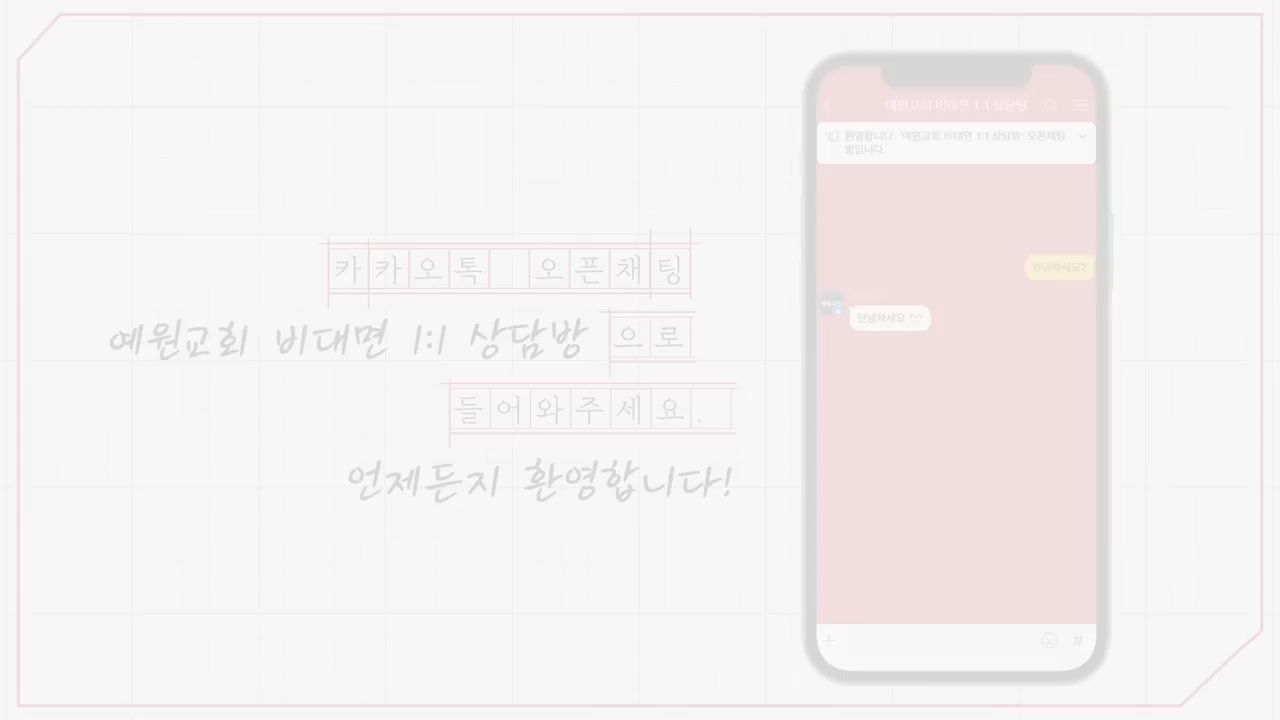 카카오톡 오픈채팅
예원교회 비대면 1:1 상담방으로
들어와주세요.
언제든지 환영합니다!
예원교회 비대면 1:1 상담방
환영합니다. '예원교회 비대면 1:1 상담방' 오픈채팅
방입니다.
안녕하세요?
안녕하세요 ^^
#